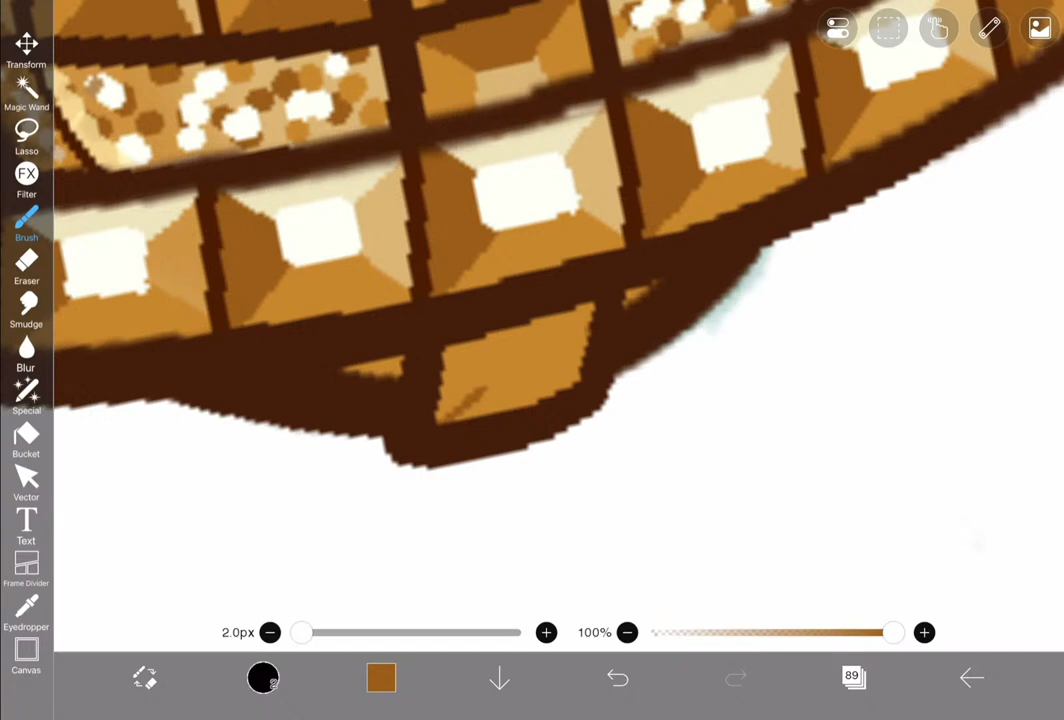 Transform
Magic Wand
Lasso
FX
Filter
Brush
Eraser
Smudge
Blur
Special
Bucket
Vector
T
Text
Frame Divider
Eyedropper
Canvas
2.0px
100%
2
89